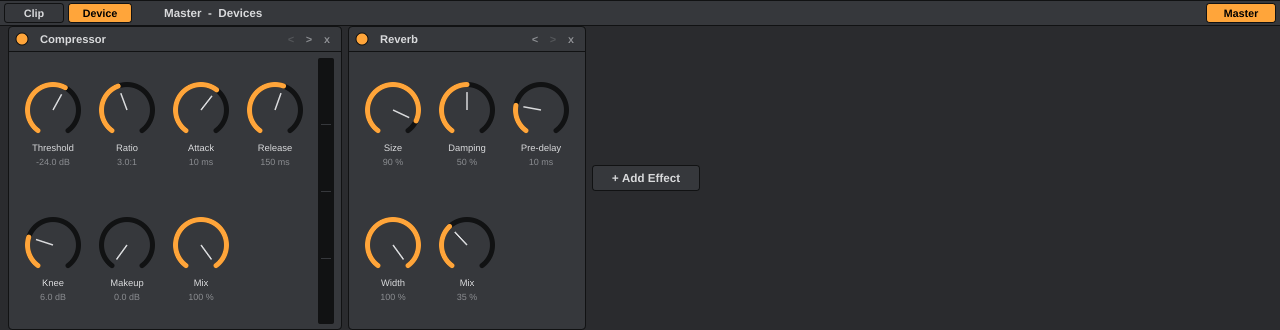 Clip Device Master - Devices Master
Compressor < > x
Threshold Ratio Attack Release
-24.0 dB 3.0:1 10 ms 150 ms
Knee Makeup Mix
6.0 dB 0.0 dB 100 %
Reverb < > x
Size Damping Pre-delay
90 % 50 % 10 ms
Width Mix
100 % 35 %
+ Add Effect